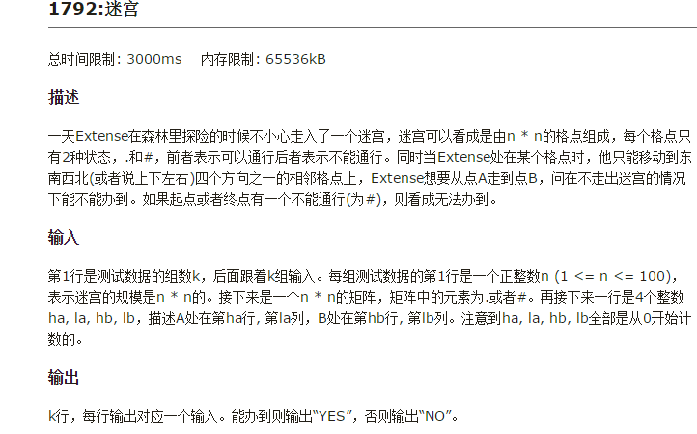 1792:迷宫
总时间限制: 3000ms 内存限制: 65536kB
描述
一天Extense在森林里探险的时候不小心走入了一个迷宫，迷宫可以看成是由n * n的格点组成，每个格点只
有2种状态，.和#，前者表示可以通行后者表示不能通行。同时当Extense处在某个格点时，他只能移动到东
南西北(或者说上下左右)四个方向之一的相邻格点上，Extense想要从点A走到点B，问在不走出迷宫的情况
下能不能办到。如果起点或者终点有一个不能通行(为#)，则看成无法办到。
输入
第1行是测试数据的组数k，后面跟着k组输入。每组测试数据的第1行是一个正整数n (1 <= n <= 100)，
表示迷宫的规模是n * n的。接下来是一个n * n的矩阵，矩阵中的元素为.或者#。再接下来一行是4个整数
ha, la, hb, lb，描述A处在第ha行, 第la列，B处在第hb行, 第lb列。注意到ha, la, hb, lb全部是从0开始计
数的。
输出
k行，每行输出对应一个输入。能办到则输出“YES”，否则输出“NO”。